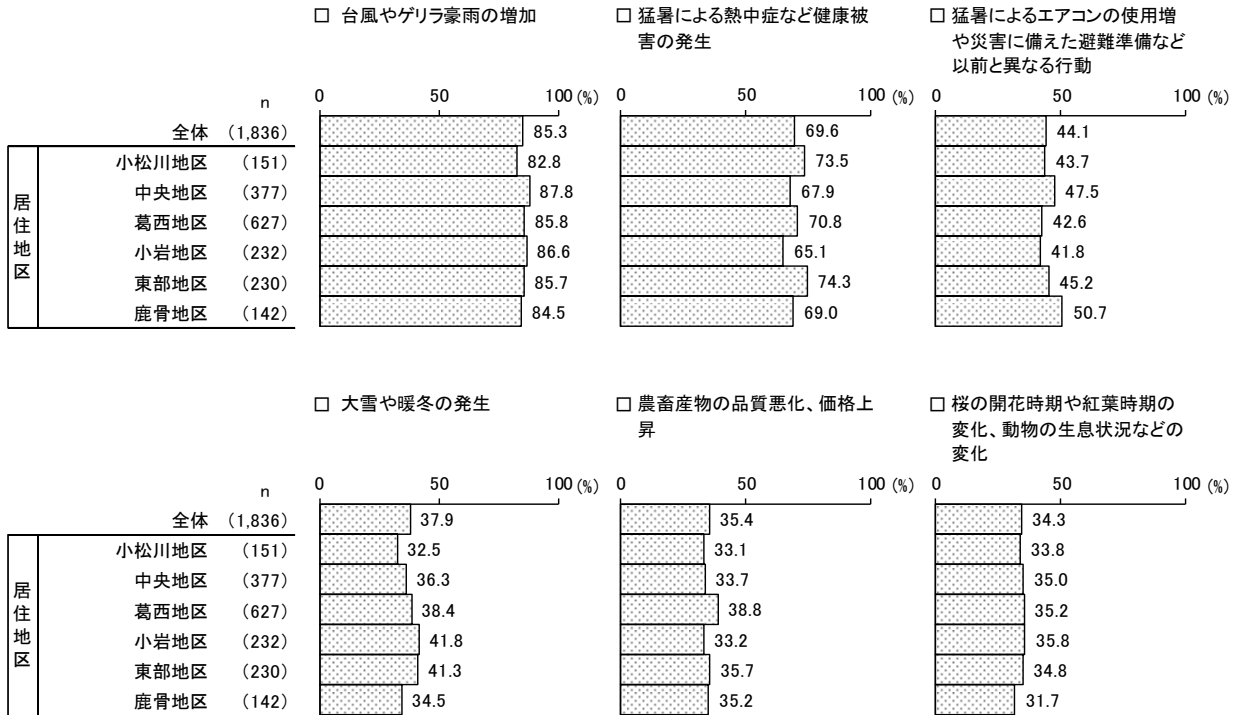 □ 台風やゲリラ豪雨の増加
□ 猛暑による熱中症など健康被
害の発生
□ 猛暑によるエアコンの使用増
や災害に備えた避難準備など
以前と異なる行動
n
0 50 100 (%)
0 50 100 (%)
0 50 100 (%)
全体 (1,836) 85.3 69.6 44.1
居住地区
小松川地区 (151) 82.8 73.5 43.7
中央地区 (377) 87.8 67.9 47.5
葛西地区 (627) 85.8 70.8 42.6
小岩地区 (232) 86.6 65.1 41.8
東部地区 (230) 85.7 74.3 45.2
鹿骨地区 (142) 84.5 69.0 50.7
□ 大雪や暖冬の発生
□ 農畜産物の品質悪化、価格上
昇
□ 桜の開花時期や紅葉時期の
変化、動物の生息状況などの
変化
n
0 50 100 (%)
0 50 100 (%)
0 50 100 (%)
全体 (1,836) 37.9 35.4 34.3
居住地区
小松川地区 (151) 32.5 33.1 33.8
中央地区 (377) 36.3 33.7 35.0
葛西地区 (627) 38.4 38.8 35.2
小岩地区 (232) 41.8 33.2 35.8
東部地区 (230) 41.3 35.7 34.8
鹿骨地区 (142) 34.5 35.2 31.7